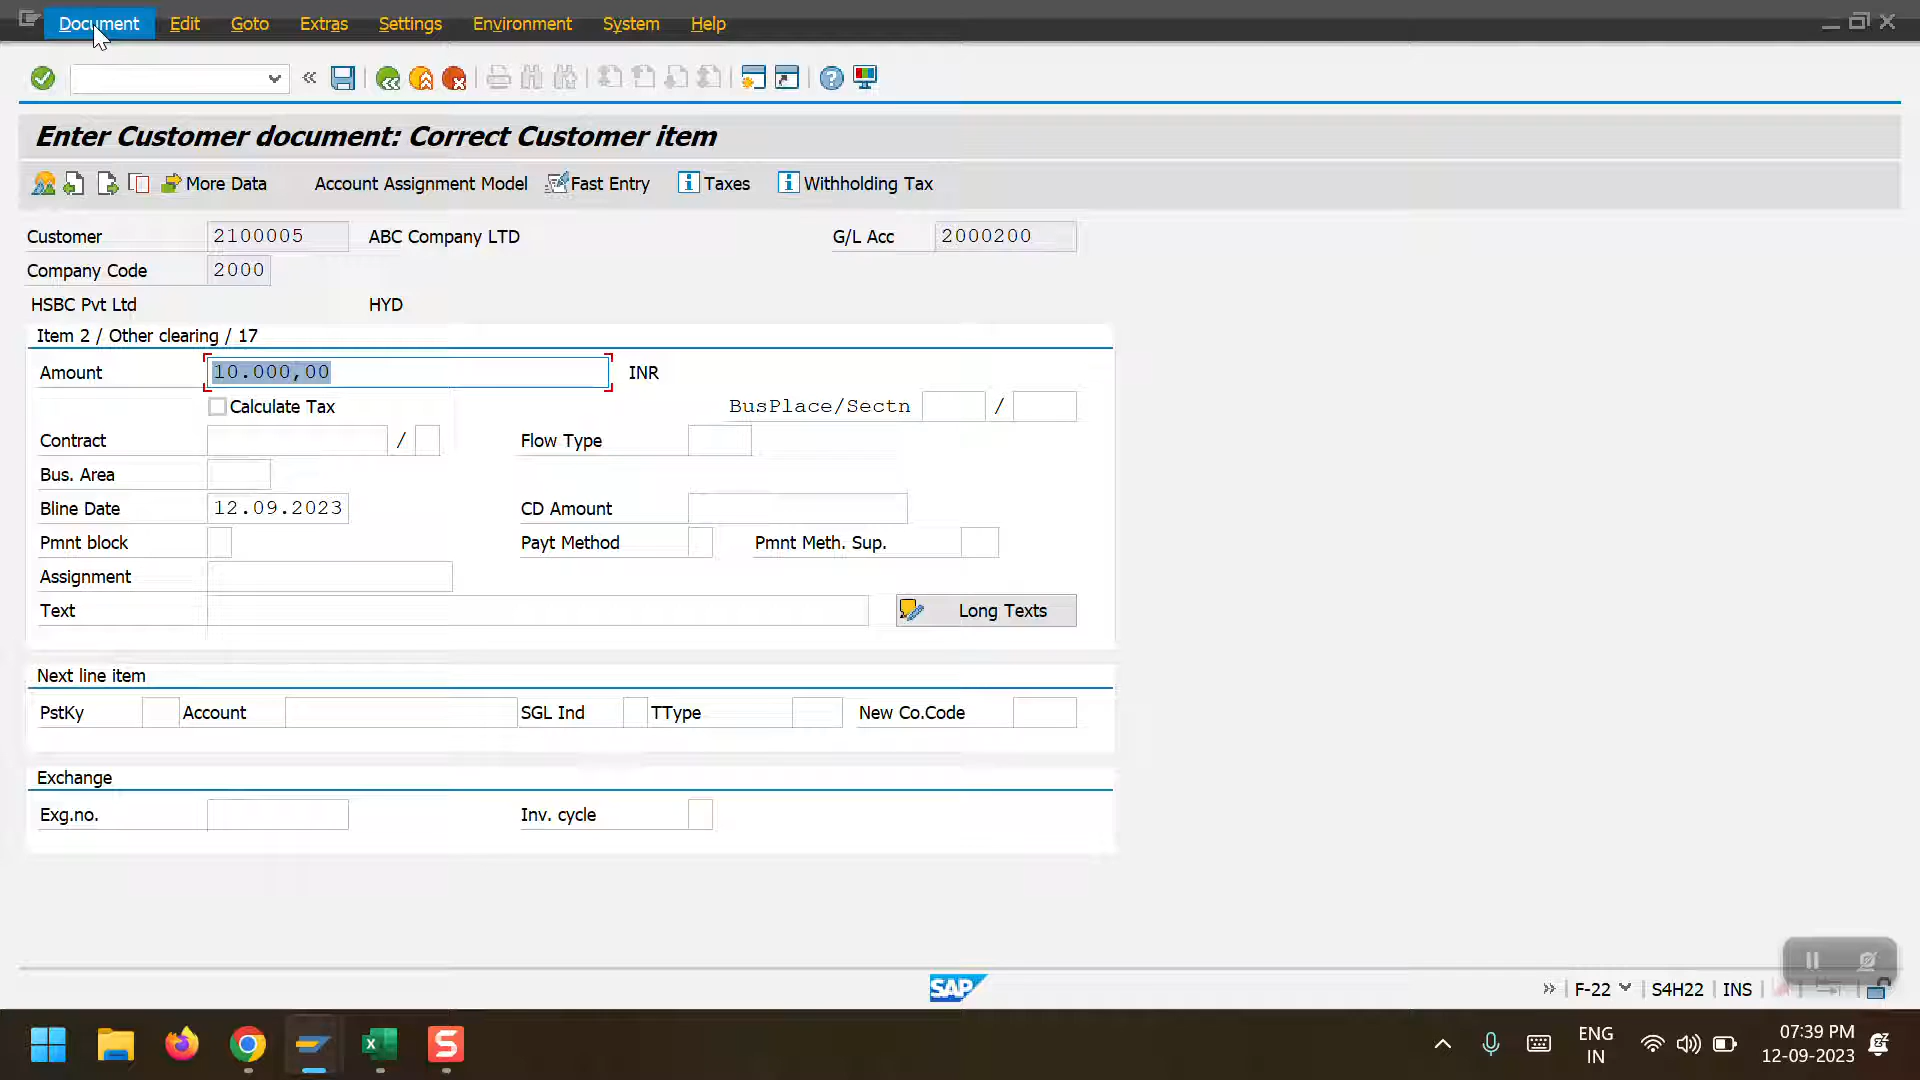 Document Edit Goto Extras Settings Environment System Help
Enter Customer document: Correct Customer item
More Data Account Assignment Model Fast Entry Taxes Withholding Tax
Customer 2100005 ABC Company LTD G/L Acc 2000200
Company Code 2000
HSBC Pvt Ltd HYD
Item 2 / Other clearing / 17
Amount 10.000,00 INR
Calculate Tax BusPlace/Sectn /
Contract / Flow Type
Bus. Area
Bline Date 12.09.2023 CD Amount
Pmnt block Payt Method Pmnt Meth. Sup.
Assignment
Text Long Texts
Next line item
PstKy Account SGL Ind TType New Co.Code
Exchange
Exg.no. Inv. cycle
SAP F-22 S4H22 INS
ENG 07:39 PM
IN 12-09-2023